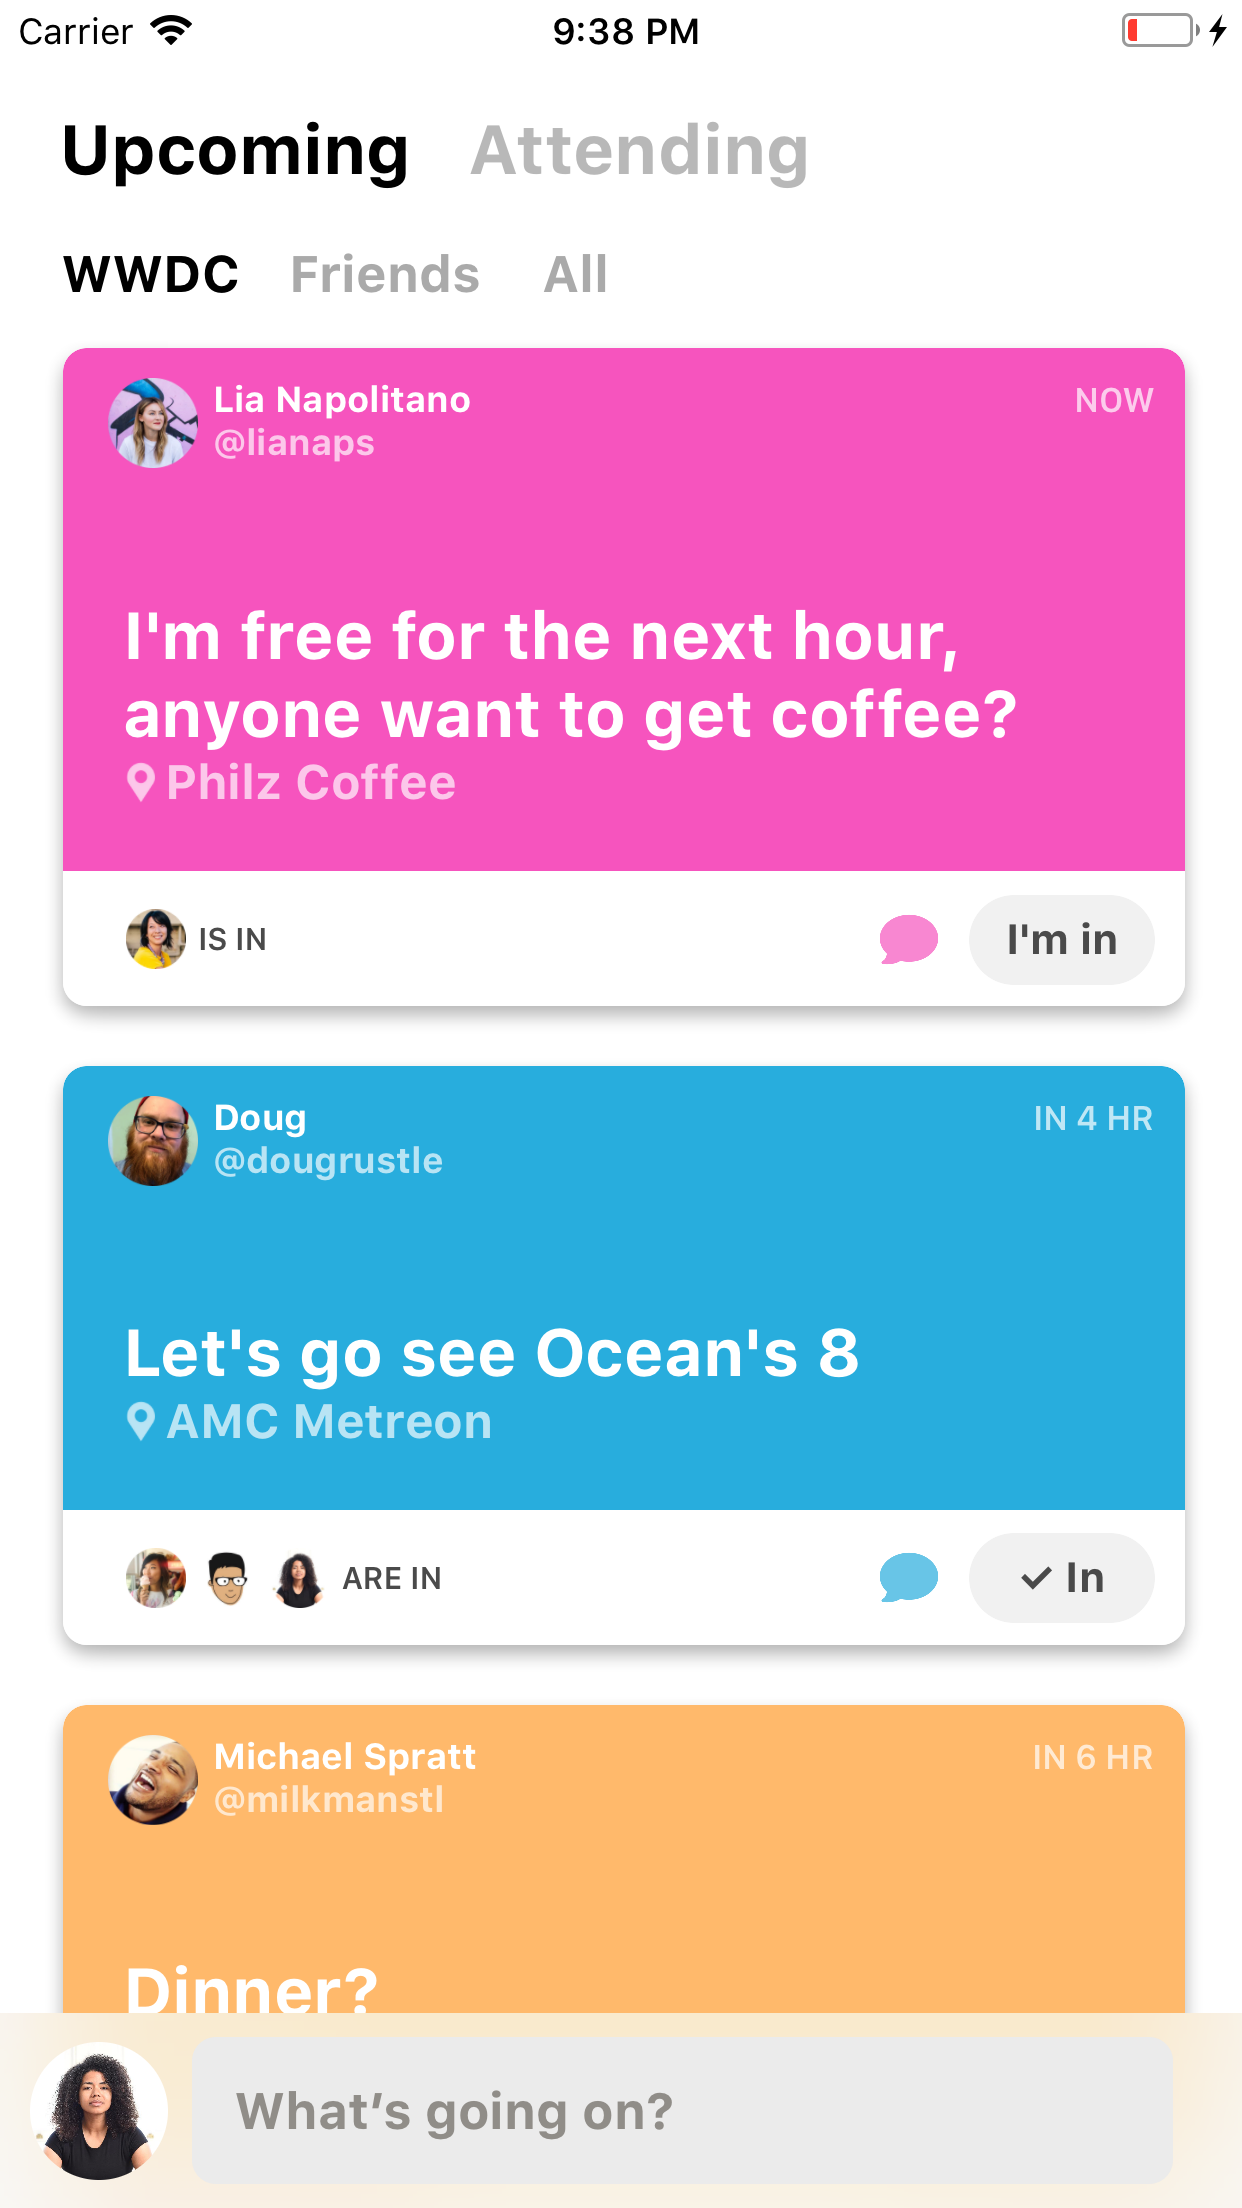 Carrier 9:38 PM
Upcoming Attending
WWDC Friends All
Lia Napolitano NOW
@lianaps
I'm free for the next hour,
anyone want to get coffee?
Philz Coffee
IS IN I'm in
Doug IN 4 HR
@dougrustle
Let's go see Ocean's 8
AMC Metreon
ARE IN In
Michael Spratt IN 6 HR
@milkmanstl
Dinner?
What’s going on?